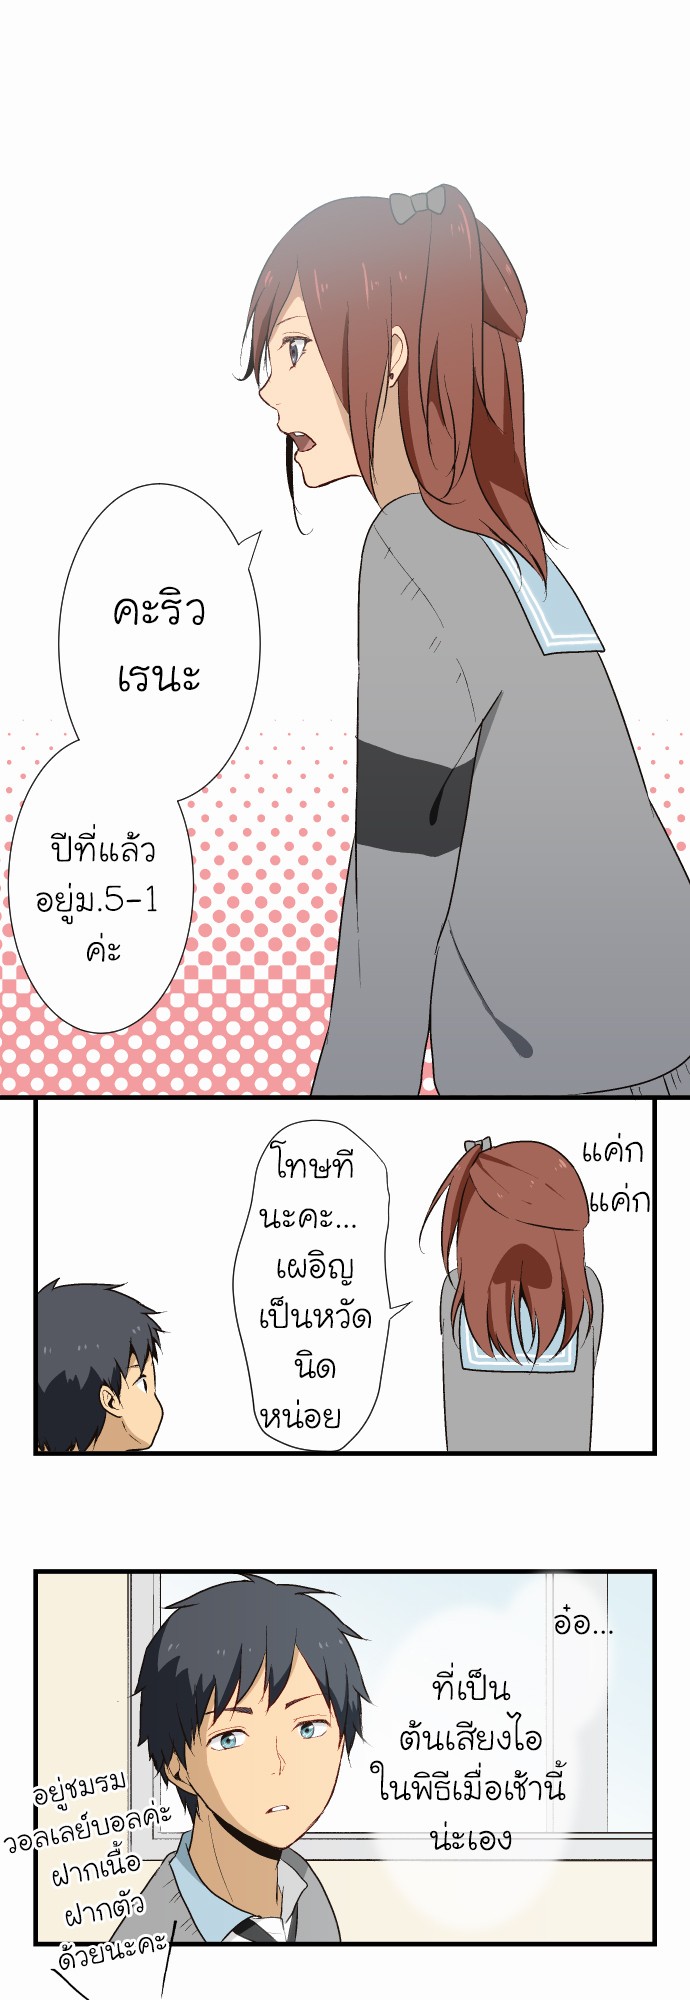 คะริว
เรนะ
ปีที่แล้ว
อยู่ม.5-1
ค่ะ
โทษที
นะคะ...
เผอิญ
เป็นหวัด
นิด
หน่อย
แค่ก
แค่ก
อ๋อ...
ที่เป็น
ต้นเสียงไอ
ในพิธีเมื่อเช้านี้
น่ะเอง
อยู่ชมรม
วอลเลย์บอลค่ะ
ฝากเนื้อ
ฝากตัว
ด้วยนะคะ